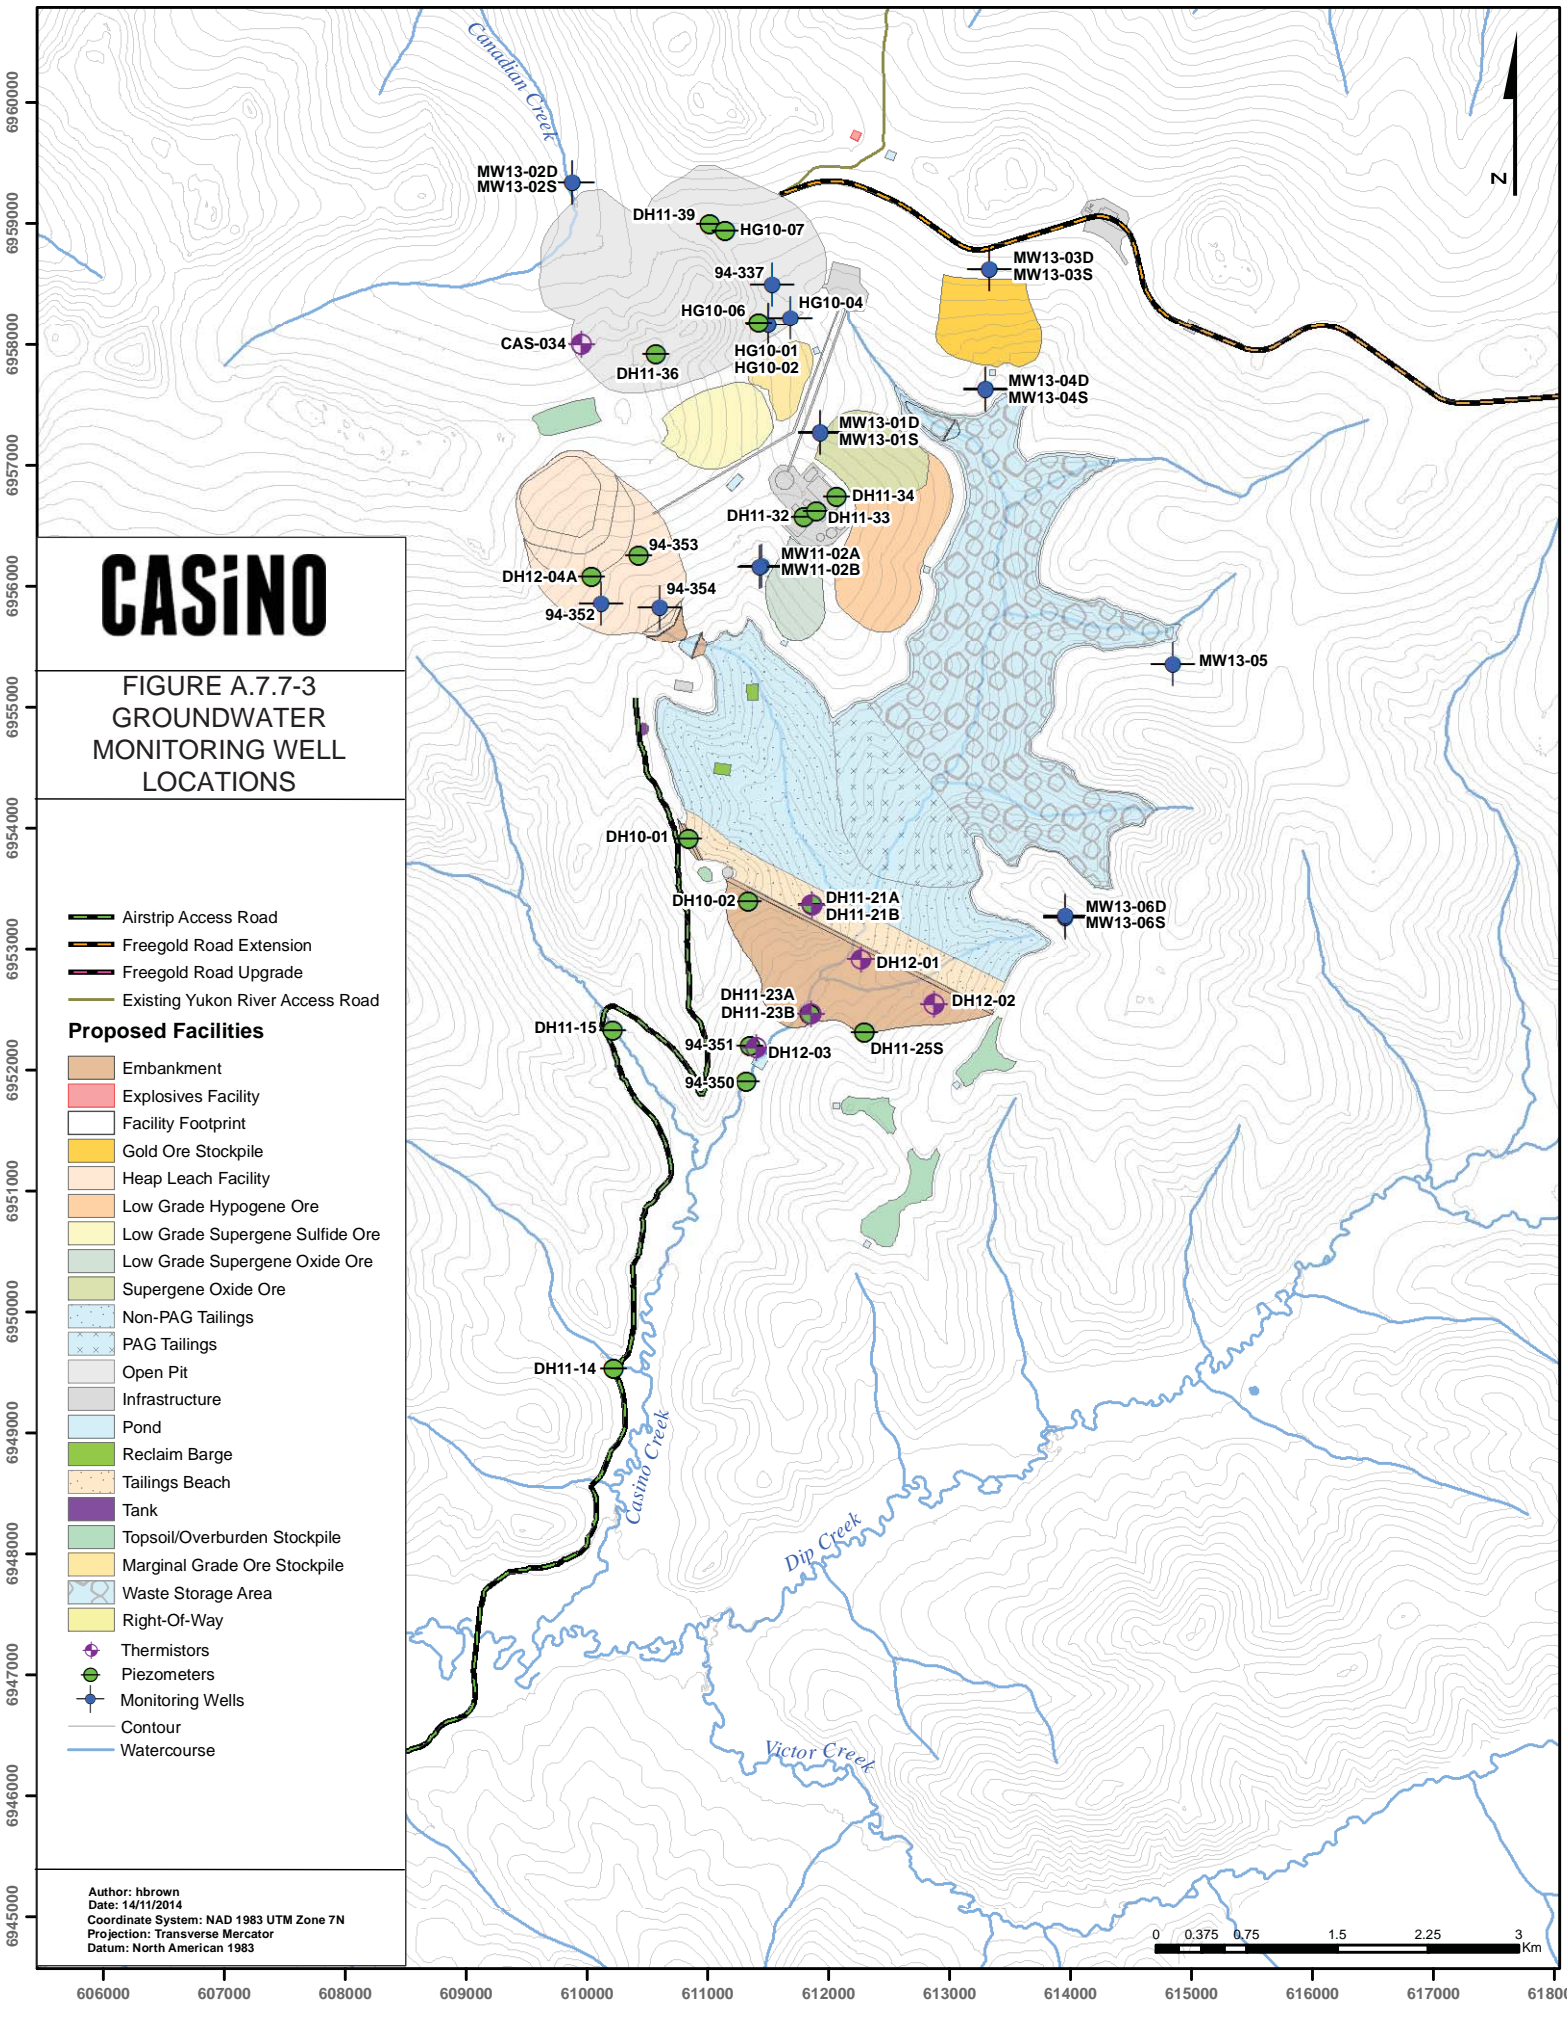 Canadian Creek
MW13-02D
MW13-02S
DH11-39
HG10-07
94-337
HG10-04
HG10-06
HG10-01
HG10-02
CAS-034
DH11-36
MW13-03D
MW13-03S
MW13-04D
MW13-04S
MW13-01D
MW13-01S
DH11-34
DH11-32
DH11-33
94-353
DH12-04A
94-352
94-354
MW11-02A
MW11-02B
MW13-05
DH10-01
DH10-02
DH11-21A
DH11-21B
MW13-06D
MW13-06S
DH12-01
DH12-02
DH11-23A
DH11-23B
DH11-15
94-351
DH12-03
DH11-25S
94-350
DH11-14
Casino Creek
Dip Creek
Victor Creek
N
CASiNO
FIGURE A.7.7-3
GROUNDWATER
MONITORING WELL
LOCATIONS
Airstrip Access Road
Freegold Road Extension
Freegold Road Upgrade
Existing Yukon River Access Road
Proposed Facilities
Embankment
Explosives Facility
Facility Footprint
Gold Ore Stockpile
Heap Leach Facility
Low Grade Hypogene Ore
Low Grade Supergene Sulfide Ore
Low Grade Supergene Oxide Ore
Supergene Oxide Ore
Non-PAG Tailings
PAG Tailings
Open Pit
Infrastructure
Pond
Reclaim Barge
Tailings Beach
Tank
Topsoil/Overburden Stockpile
Marginal Grade Ore Stockpile
Waste Storage Area
Right-Of-Way
Thermistors
Piezometers
Monitoring Wells
Contour
Watercourse
Author: hbrown
Date: 14/11/2014
Coordinate System: NAD 1983 UTM Zone 7N
Projection: Transverse Mercator
Datum: North American 1983
0 0.375 0.75 1.5 2.25 3
Km
6960000
6959000
6958000
6957000
6956000
6955000
6954000
6953000
6952000
6951000
6950000
6949000
6948000
6947000
6946000
6945000
606000 607000 608000 609000 610000 611000 612000 613000 614000 615000 616000 617000 61800